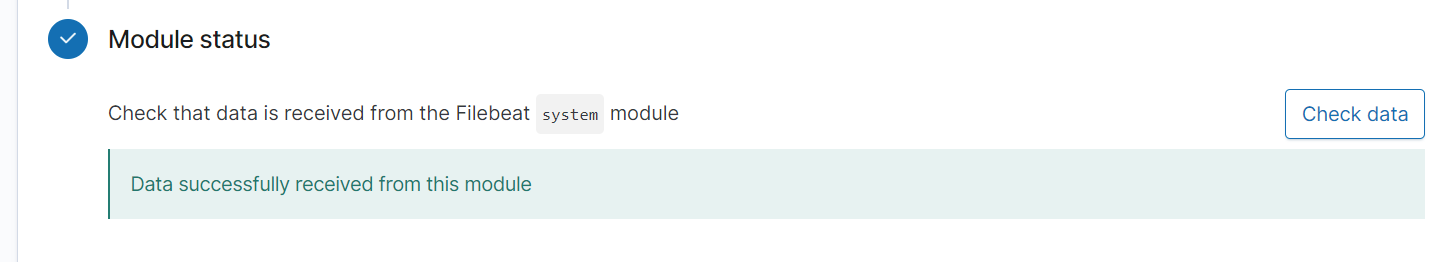 Module status
Check that data is received from the Filebeat system module
Check data
Data successfully received from this module